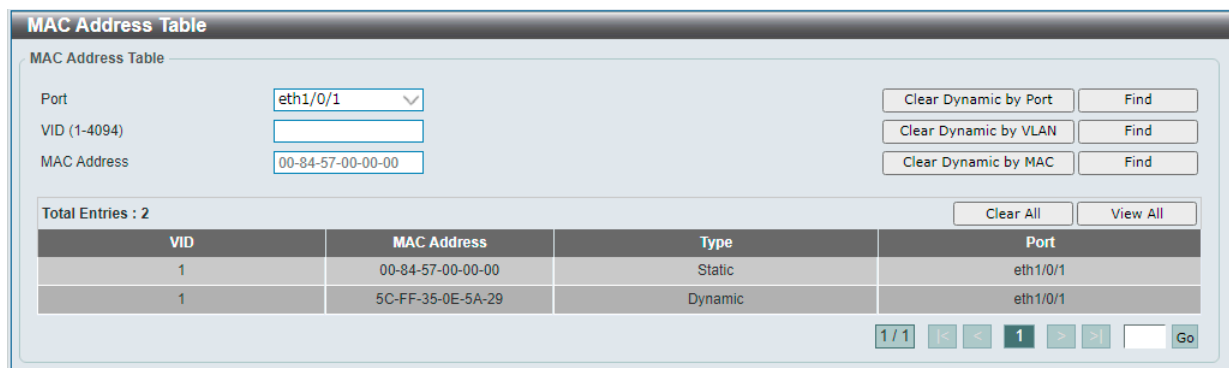 MAC Address Table
MAC Address Table
Port eth1/0/1 Clear Dynamic by Port Find
VID (1-4094) Clear Dynamic by VLAN Find
MAC Address 00-84-57-00-00-00 Clear Dynamic by MAC Find
Total Entries : 2 Clear All View All
VID MAC Address Type Port
1 00-84-57-00-00-00 Static eth1/0/1
1 5C-FF-35-0E-5A-29 Dynamic eth1/0/1
1 / 1 |< < 1 > >| Go